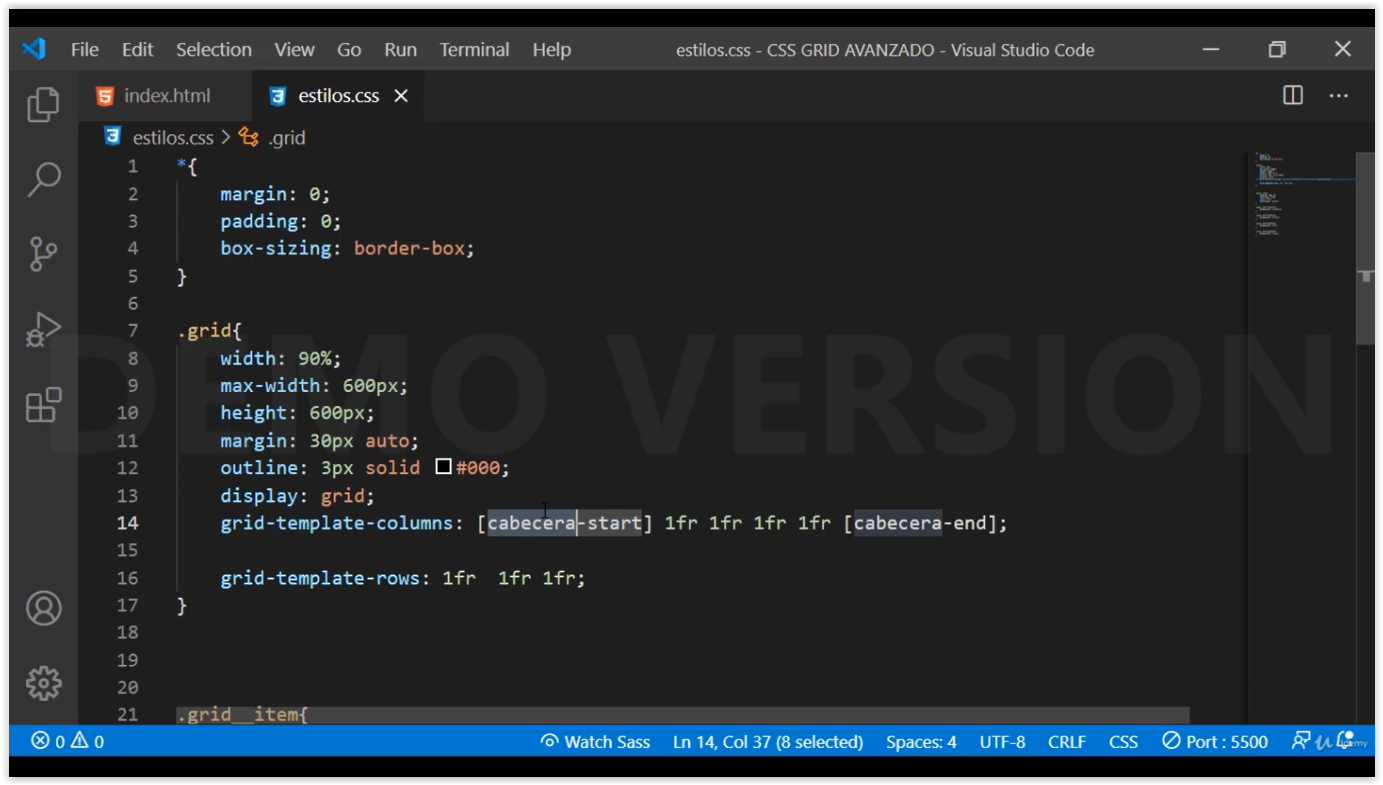 File Edit Selection View Go Run Terminal Help estilos.css - CSS GRID AVANZADO - Visual Studio Code
index.html estilos.css
estilos.css > .grid
1 *{
2 margin: 0;
3 padding: 0;
4 box-sizing: border-box;
5 }
6
7 .grid{
8 width: 90%;
9 max-width: 600px;
10 height: 600px;
11 margin: 30px auto;
12 outline: 3px solid #000;
13 display: grid;
14 grid-template-columns: [cabecera-start] 1fr 1fr 1fr 1fr [cabecera-end];
15
16 grid-template-rows: 1fr  1fr 1fr;
17 }
18
19
20
21 .grid__item{
DEMO VERSION
0 0 Watch Sass Ln 14, Col 37 (8 selected) Spaces: 4 UTF-8 CRLF CSS Port : 5500